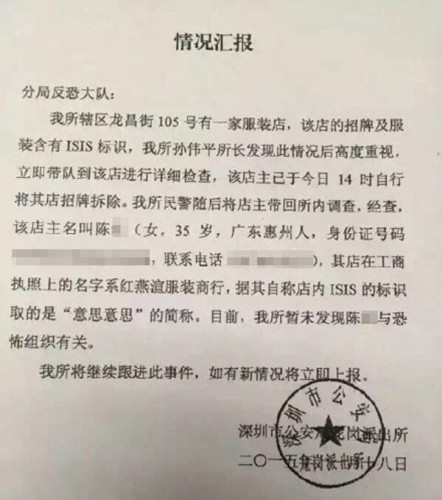 情况汇报
分局反恐大队:
我所辖区龙昌街 105 号有一家服装店，该店的招牌及服
装含有 ISIS 标识，我所孙伟平所长发现此情况后高度重视，
立即带队到该店进行详细检查，该店主已于今日 14 时自行
将其店招牌拆除。我所民警随后将店主带回所内调查，经查，
该店主名叫陈 （女，35 岁，广东惠州人，身份证号码
，联系电话 ），其店在工商
执照上的名字系红燕渲服装商行，据其自称店内 ISIS 的标识
取的是“意思意思”的简称。目前，我所暂未发现陈 与恐
怖组织有关。
我所将继续跟进此事件，如有新情况将立即上报。
深圳市公安 龙岗派出所
二〇一五年 月十八日
深圳市公安局
龙岗派出所